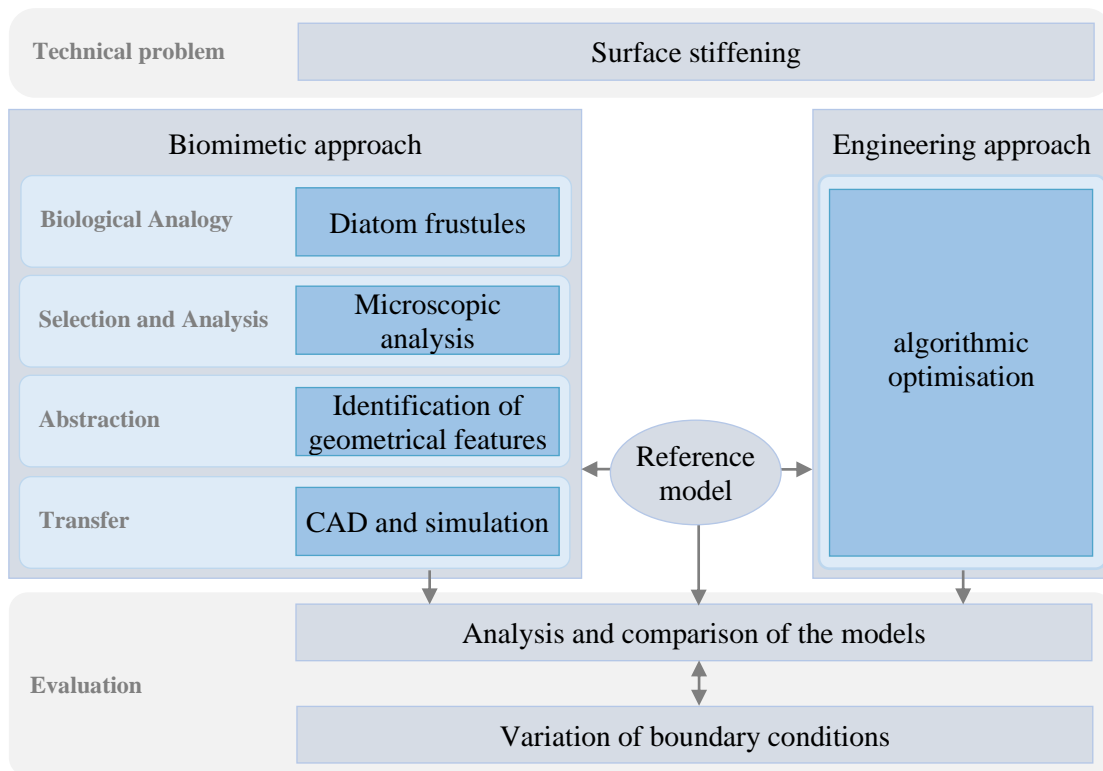 Technical problem
Surface stiffening
Biomimetic approach
Engineering approach
Biological Analogy
Diatom frustules
Selection and Analysis
Microscopic
analysis
algorithmic
optimisation
Abstraction
Identification of
geometrical features
Reference
model
Transfer
CAD and simulation
Analysis and comparison of the models
Evaluation
Variation of boundary conditions